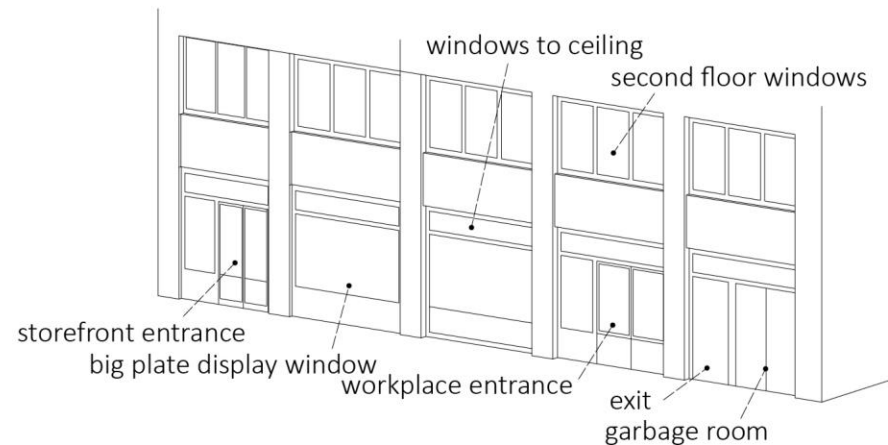 windows to ceiling
second floor windows
storefront entrance
big plate display window
workplace entrance
exit
garbage room